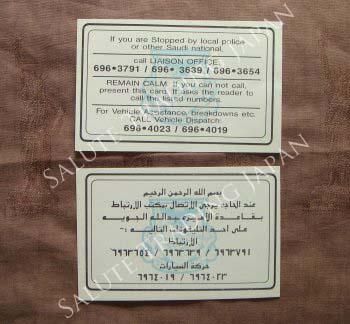 If you are Stopped by local police
or other Saudi national.
call LIAISON OFFICE,
696•3791 / 696•3639 / 696•3654
REMAIN CALM. If you can not call,
present this card. It asks the reader to
call the listed numbers.
For Vehicle Assistance, breakdowns etc.
CALL Vehicle Dispatch:
696•4023 / 696•4019
بسم الله الرحمن الرحيم
عند الحاجه يرجى الاتصال بمكتب الارتباط
بقاعدة الامير عبدالله الجويه
على احد التليفونات التاليه :-
الارتباط
٦٩٦٣٧٩١ / ٦٩٦٣٦٣٩ / ٦٩٦٣٦٥٤
حركة السيارات
٦٩٦٤٠٢٣ / ٦٩٦٤٠١٩
SALUTE TRADING JAPAN
SALUTE TRADING JAPAN